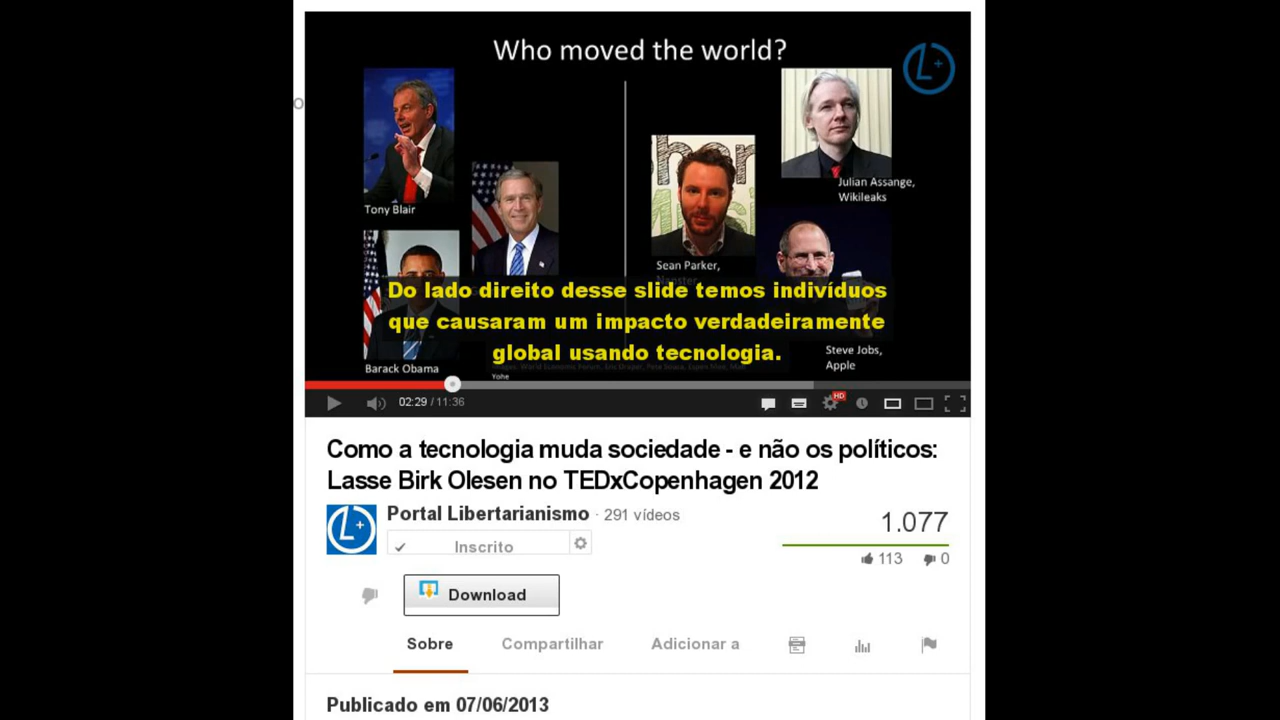 Who moved the world?
L+
Tony Blair
Julian Assange,
Wikileaks
Sean Parker,
Do lado direito desse slide temos indivíduos
que causaram um impacto verdadeiramente
global usando tecnologia.
Steve Jobs,
Apple
Barack Obama
Yohe
02:29 / 11:36
HD
Como a tecnologia muda sociedade - e não os políticos:
Lasse Birk Olesen no TEDxCopenhagen 2012
L+
Portal Libertarianismo · 291 vídeos
1.077
Inscrito
113 0
Download
Sobre Compartilhar Adicionar a
Publicado em 07/06/2013